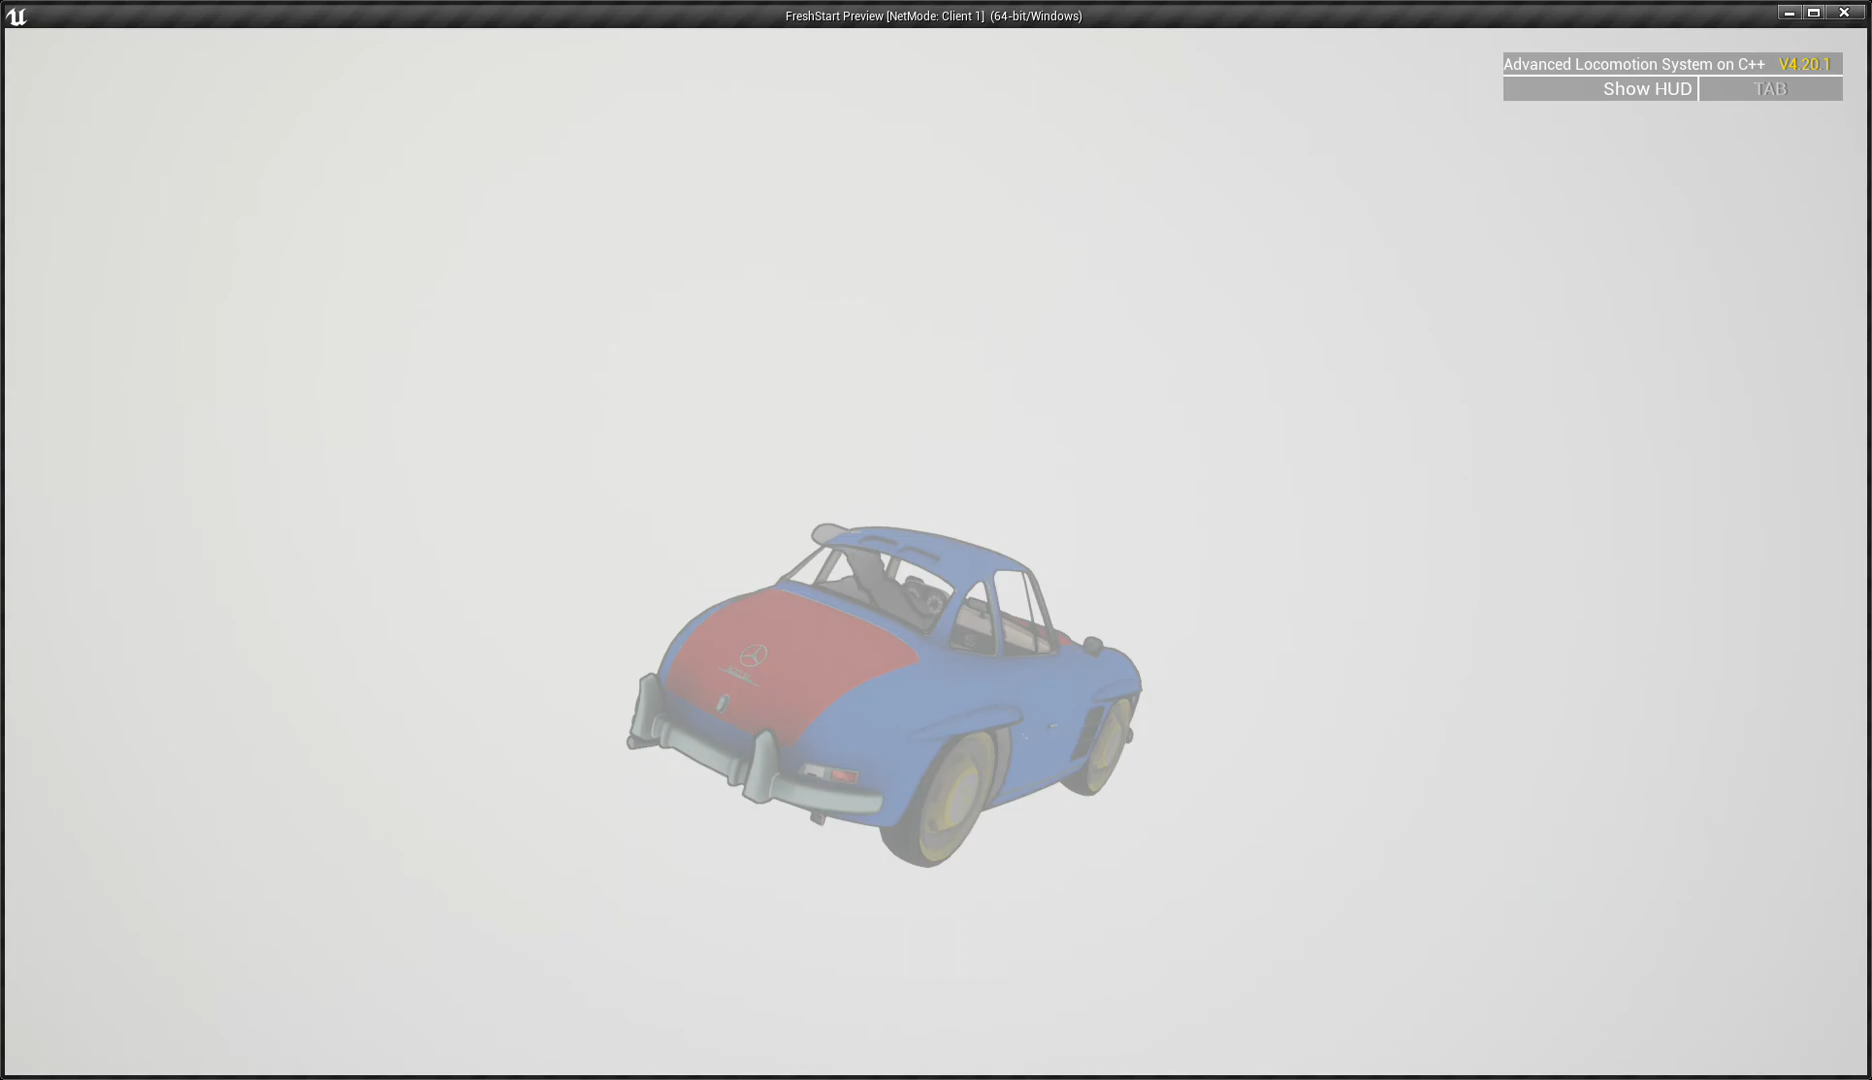 FreshStart Preview [NetMode: Client 1] (64-bit/Windows)
Advanced Locomotion System on C++ V4.20.1
Show HUD TAB